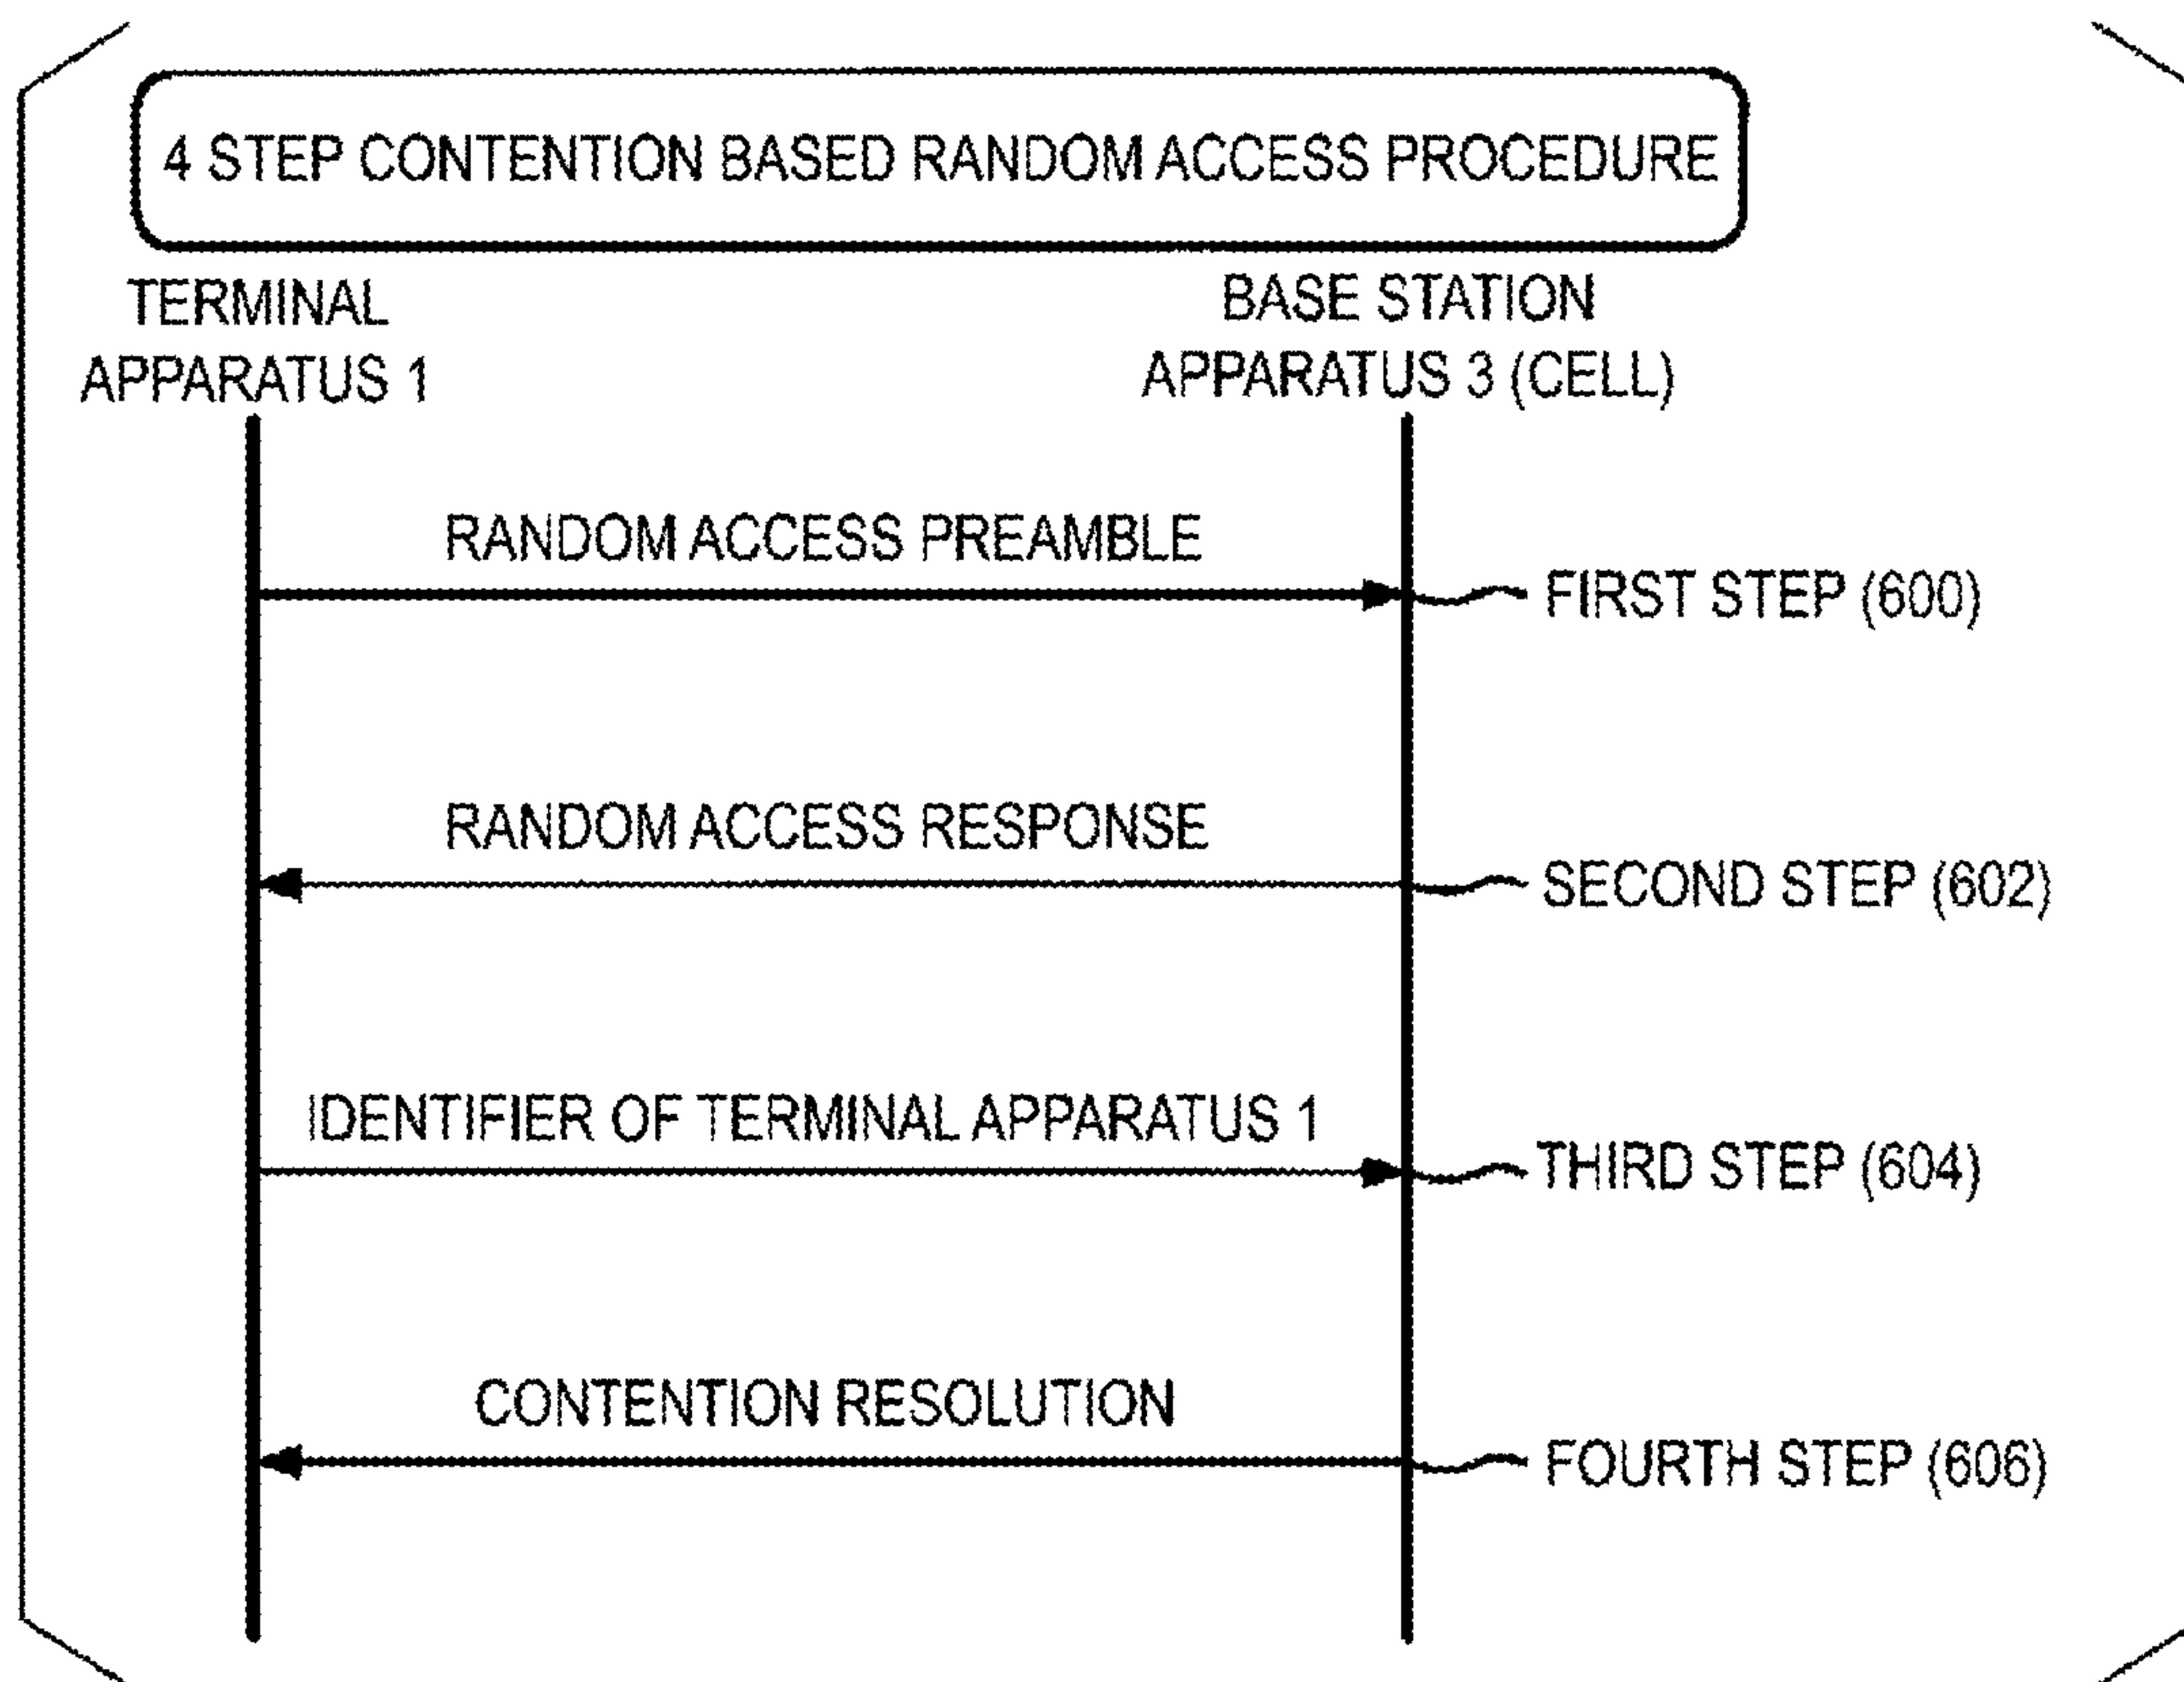 4 STEP CONTENTION BASED RANDOM ACCESS PROCEDURE
TERMINAL
APPARATUS 1
BASE STATION
APPARATUS 3 (CELL)
RANDOM ACCESS PREAMBLE
FIRST STEP (600)
RANDOM ACCESS RESPONSE
SECOND STEP (602)
IDENTIFIER OF TERMINAL APPARATUS 1
THIRD STEP (604)
CONTENTION RESOLUTION
FOURTH STEP (606)